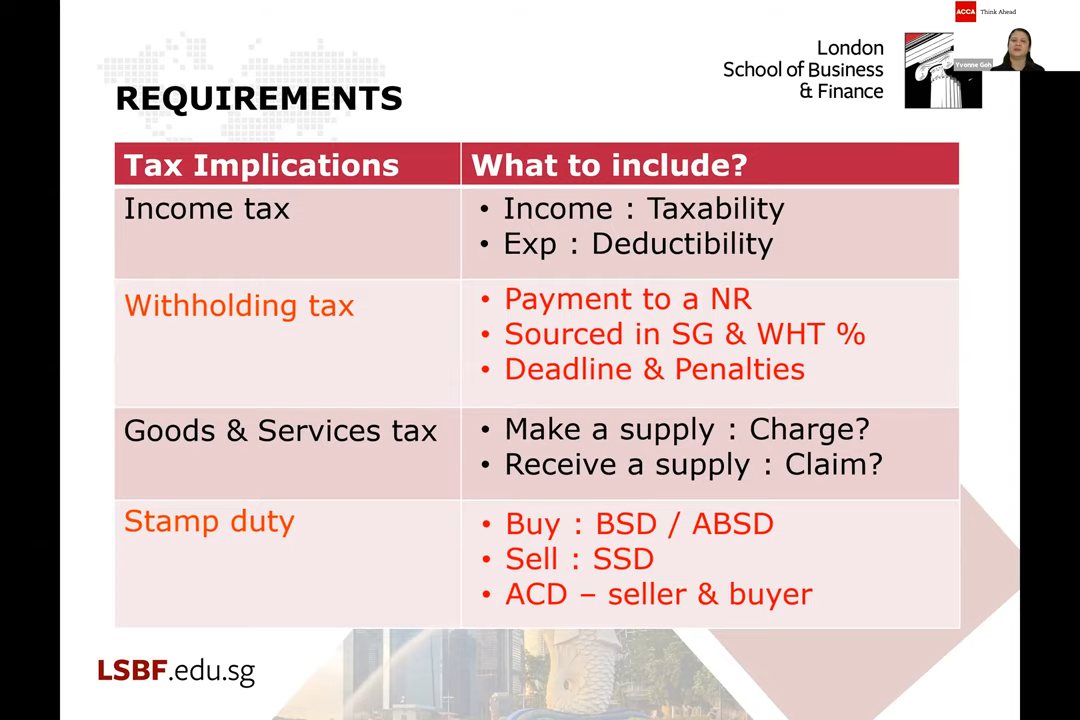 ACCA Think Ahead
London
School of Business
& Finance
Yvonne Goh
REQUIREMENTS
Tax Implications
What to include?
Income tax
• Income : Taxability
• Exp : Deductibility
Withholding tax
• Payment to a NR
• Sourced in SG & WHT %
• Deadline & Penalties
Goods & Services tax
• Make a supply : Charge?
• Receive a supply : Claim?
Stamp duty
• Buy : BSD / ABSD
• Sell : SSD
• ACD – seller & buyer
LSBF.edu.sg